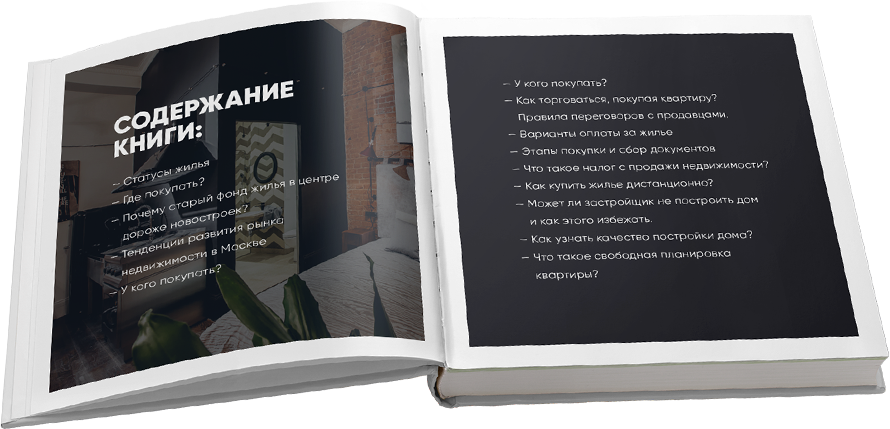 СОДЕРЖАНИЕ
КНИГИ:
– Статусы жилья
– Где покупать?
– Почему старый фонд жилья в центре
дороже новостроек?
– Тенденции развития рынка
недвижимости в Москве
– У кого покупать?
– У кого покупать?
– Как торговаться, покупая квартиру?
Правила переговоров с продавцами.
– Варианты оплаты за жилье
– Этапы покупки и сбор документов
– Что такое налог с продажи недвижимости?
– Как купить жилье дистанционно?
– Может ли застройщик не построить дом
и как этого избежать.
– Как узнать качество постройки дома?
– Что такое свободная планировка
квартиры?